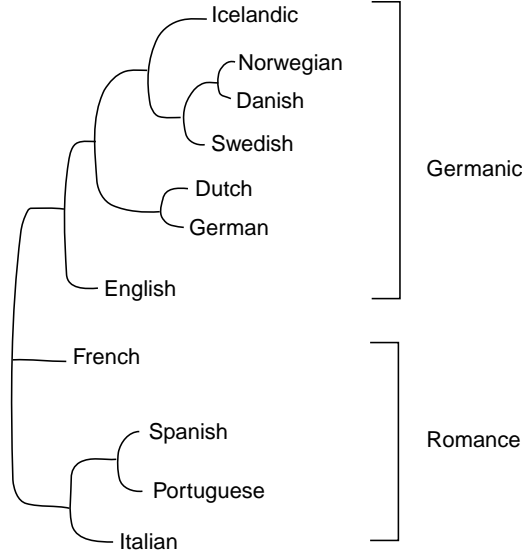 Icelandic
Norwegian
Danish
Swedish
Germanic
Dutch
German
English
French
Spanish
Romance
Portuguese
Italian